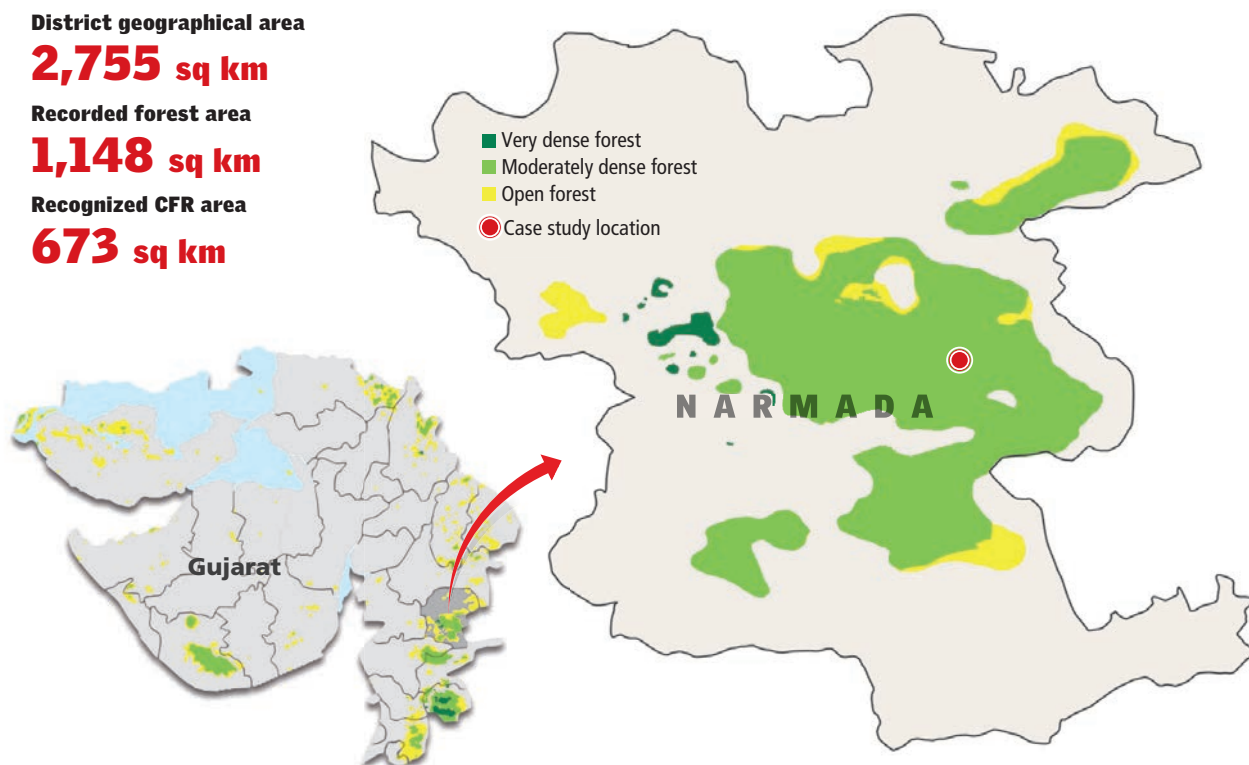 District geographical area
2,755 sq km
Recorded forest area
1,148 sq km
Recognized CFR area
673 sq km
Very dense forest
Moderately dense forest
Open forest
Case study location
NARMADA
Gujarat